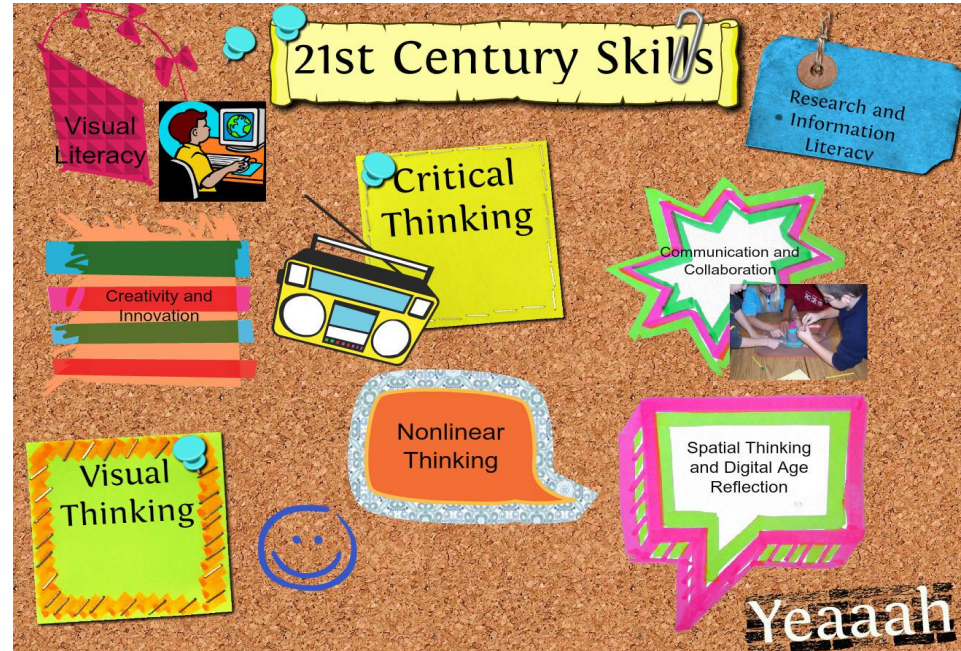 21st Century Skills
Visual
Literacy
Research and
• Information
Literacy
Critical
Thinking
Communication and
Collaboration
Creativity and
Innovation
Nonlinear
Thinking
Spatial Thinking
and Digital Age
Reflection
Visual
Thinking
Yeaaah